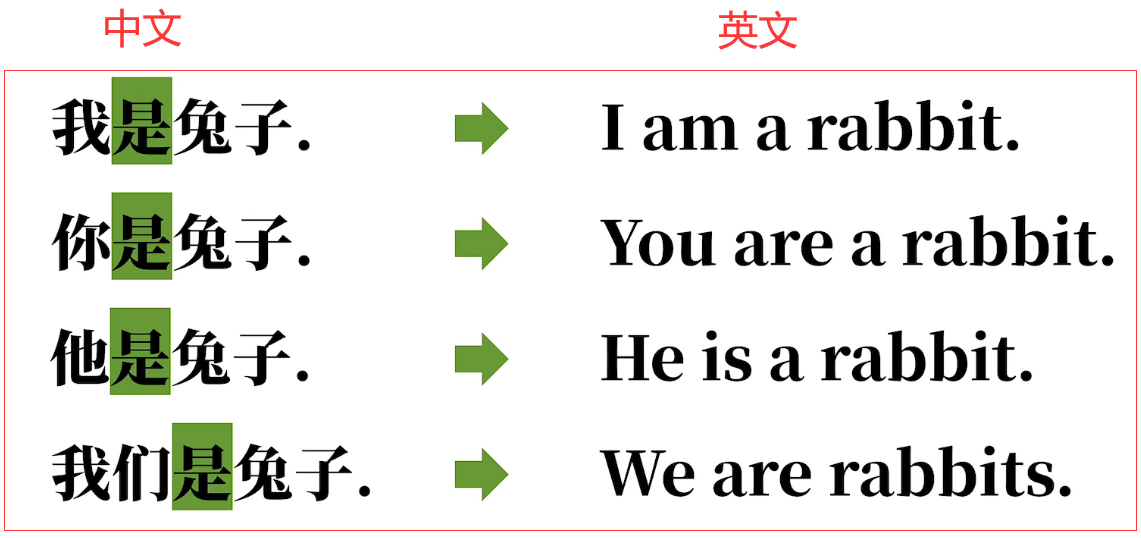 中文 英文
我是兔子. I am a rabbit.
你是兔子. You are a rabbit.
他是兔子. He is a rabbit.
我们是兔子. We are rabbits.